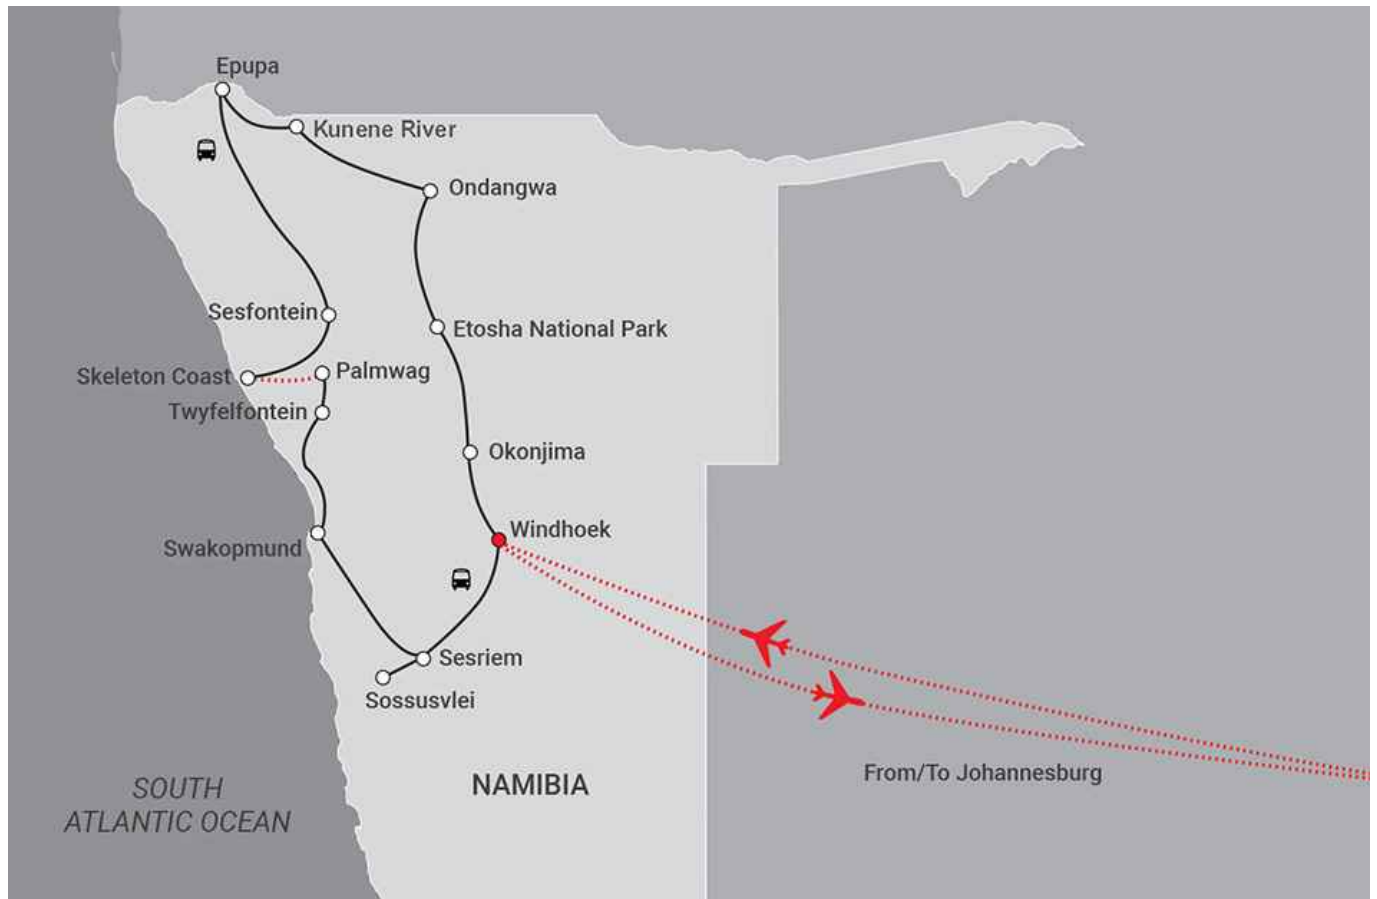 Epupa
Kunene River
Ondangwa
Sesfontein
Etosha National Park
Skeleton Coast
Palmwag
Twyfelfontein
Okonjima
Windhoek
Swakopmund
Sesriem
Sossusvlei
From/To Johannesburg
SOUTH
ATLANTIC OCEAN
NAMIBIA